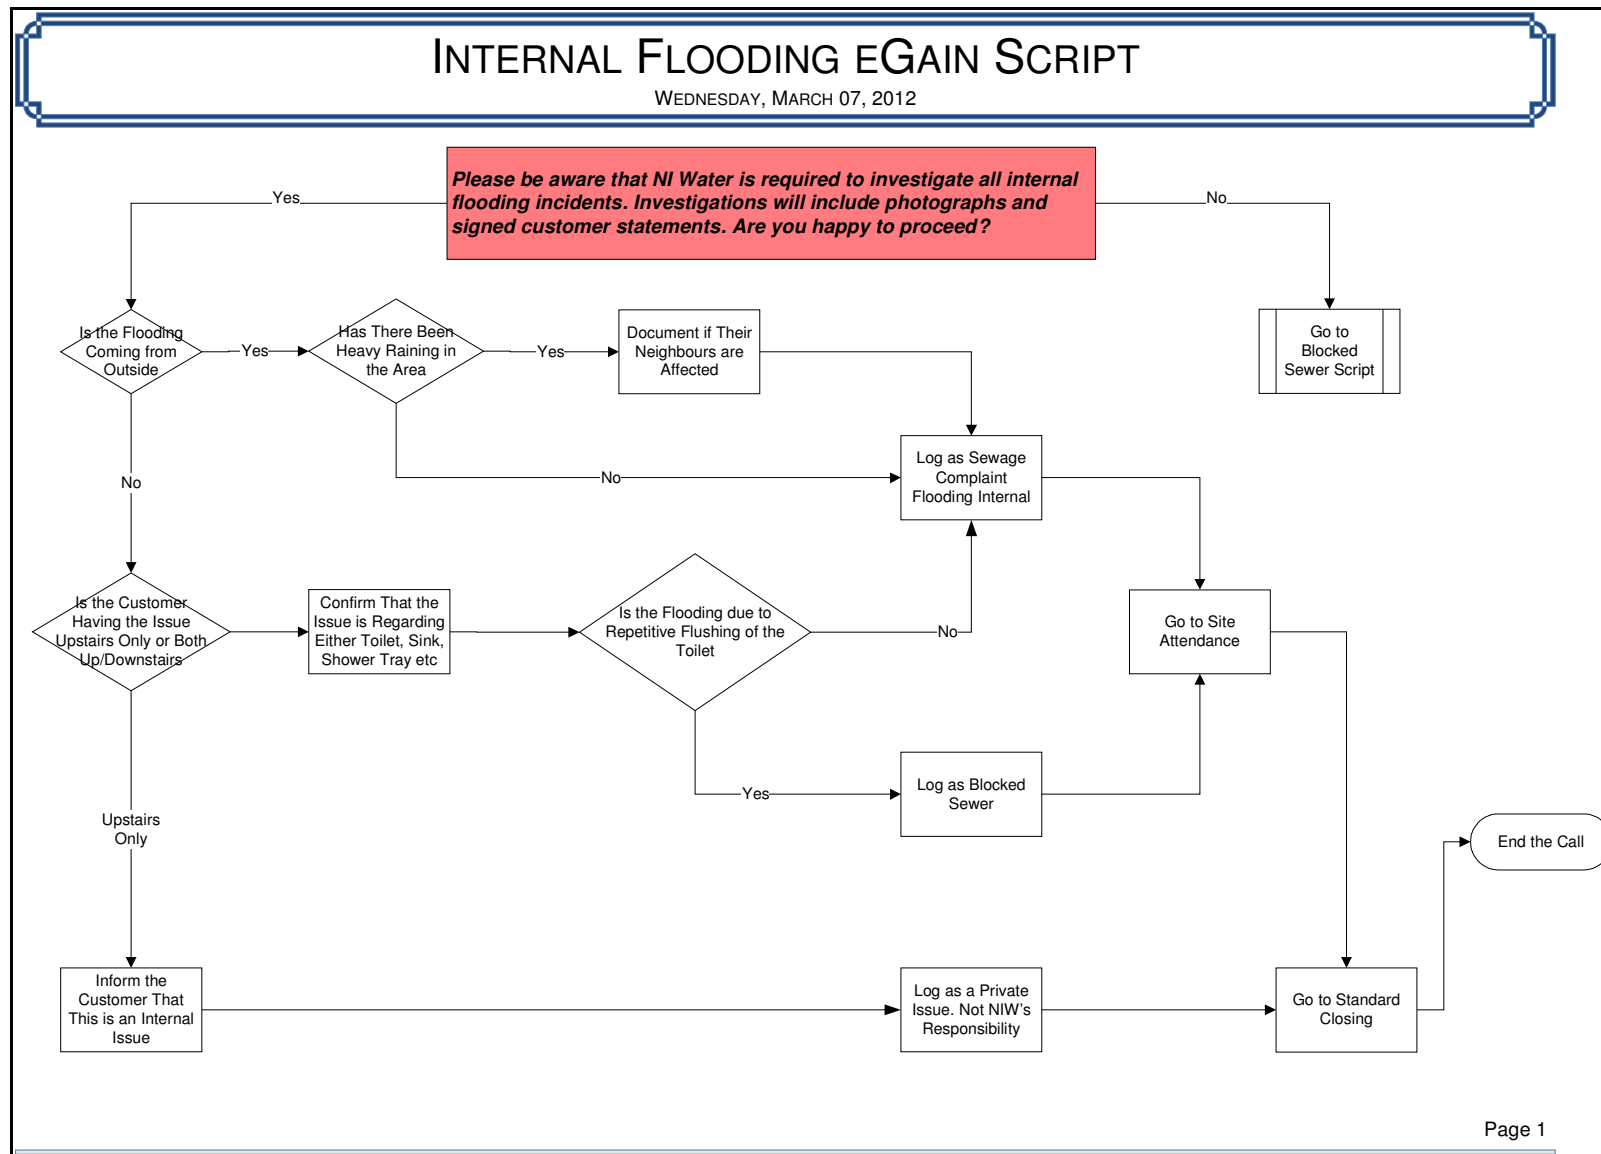 INTERNAL FLOODING EGAIN SCRIPT
WEDNESDAY, MARCH 07, 2012
Please be aware that NI Water is required to investigate all internal
flooding incidents. Investigations will include photographs and
signed customer statements. Are you happy to proceed?
Yes
No
Is the Flooding
Coming from
Outside
Yes
Has There Been
Heavy Raining in
the Area
Yes
Document if Their
Neighbours are
Affected
Go to
Blocked
Sewer Script
No
No
Log as Sewage
Complaint
Flooding Internal
Is the Customer
Having the Issue
Upstairs Only or Both
Up/Downstairs
Confirm That the
Issue is Regarding
Either Toilet, Sink,
Shower Tray etc
Is the Flooding due to
Repetitive Flushing of the
Toilet
No
Go to Site
Attendance
Yes
Log as Blocked
Sewer
Upstairs
Only
End the Call
Inform the
Customer That
This is an Internal
Issue
Log as a Private
Issue. Not NIW's
Responsibility
Go to Standard
Closing
Page 1